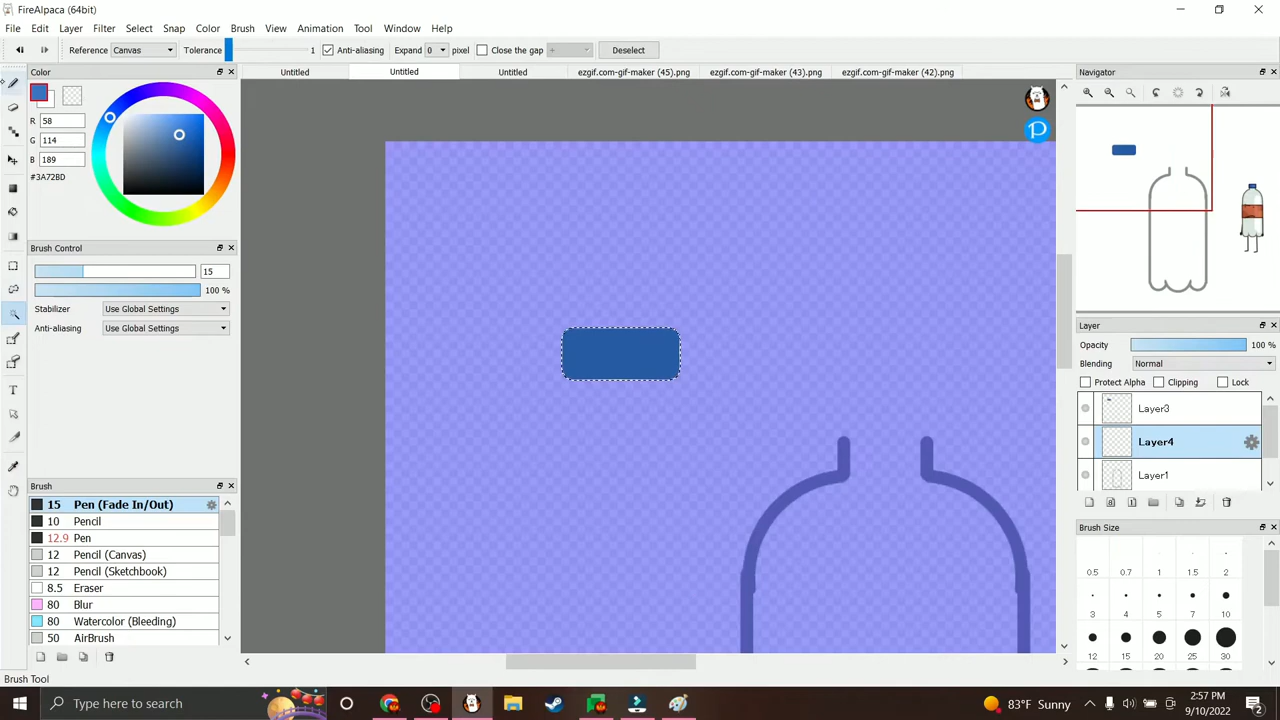 FireAlpaca (64bit)
File Edit Layer Filter Select Snap Color Brush View Animation Tool Window Help
Reference Canvas Tolerance 1 Anti-aliasing Expand 0 pixel Close the gap + Deselect
Color
Untitled Untitled Untitled ezgif.com-gif-maker (45).png ezgif.com-gif-maker (43).png ezgif.com-gif-maker (42).png
Navigator
R 58
G 114
B 189
#3A72BD
Brush Control
15
100 %
Stabilizer Use Global Settings
Anti-aliasing Use Global Settings
Layer
Opacity 100 %
Blending Normal
Protect Alpha Clipping Lock
Layer3
Layer4
Layer1
Brush
15 Pen (Fade In/Out)
10 Pencil
12.9 Pen
12 Pencil (Canvas)
12 Pencil (Sketchbook)
8.5 Eraser
80 Blur
80 Watercolor (Bleeding)
50 AirBrush
Brush Size
0.5 0.7 1 1.5 2
3 4 5 7 10
12 15 20 25 30
Brush Tool
Type here to search
83°F Sunny
2:57 PM
9/10/2022